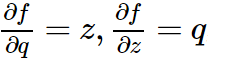 ∂f/∂q = z, ∂f/∂z = q